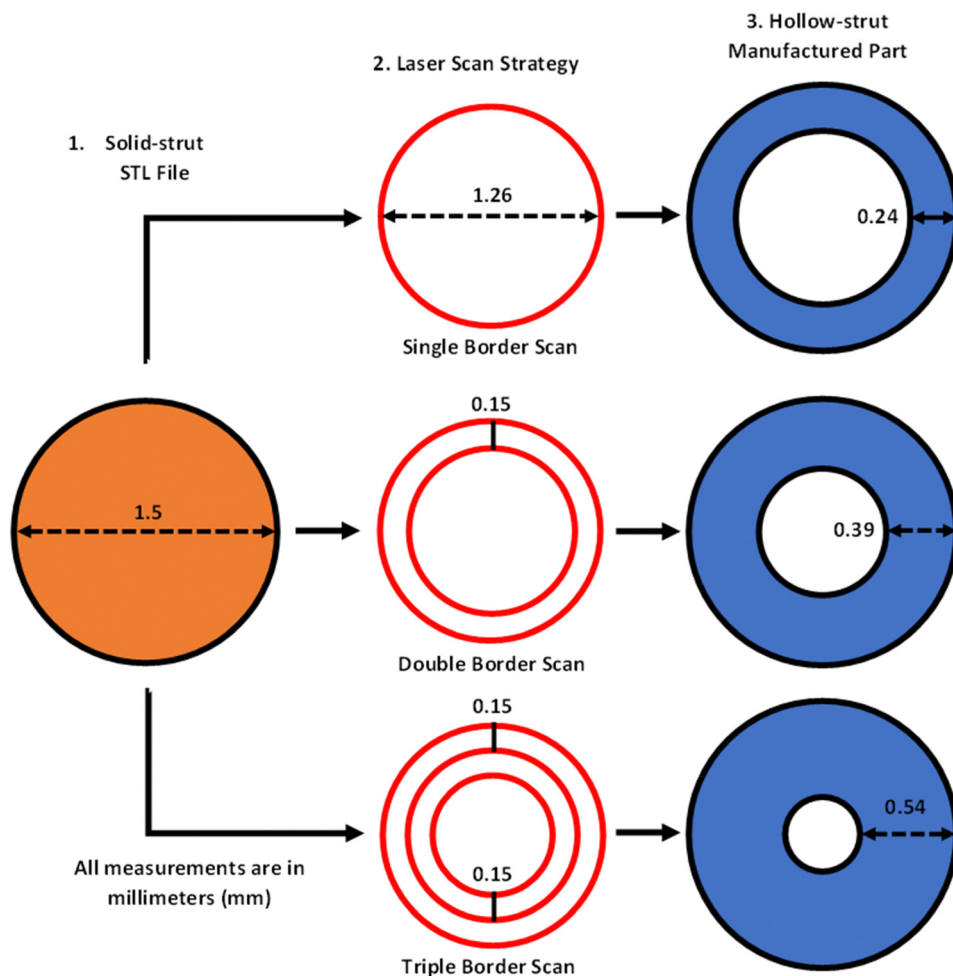 1. Solid-strut
STL File
2. Laser Scan Strategy
3. Hollow-strut
Manufactured Part
1.26
0.24
Single Border Scan
1.5
0.15
0.39
Double Border Scan
0.15
0.54
0.15
Triple Border Scan
All measurements are in
millimeters (mm)